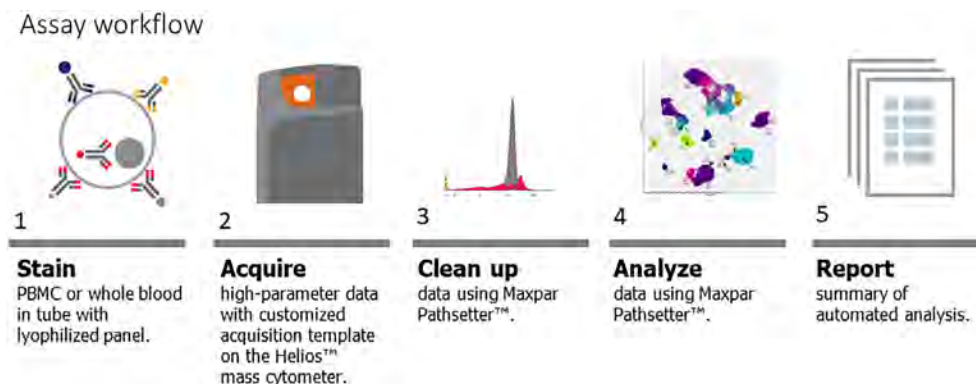 Assay workflow
1
2
3
4
5
Stain
PBMC or whole blood
in tube with
lyophilized panel.
Acquire
high-parameter data
with customized
acquisition template
on the Helios™
mass cytometer.
Clean up
data using Maxpar
Pathsetter™.
Analyze
data using Maxpar
Pathsetter™.
Report
summary of
automated analysis.